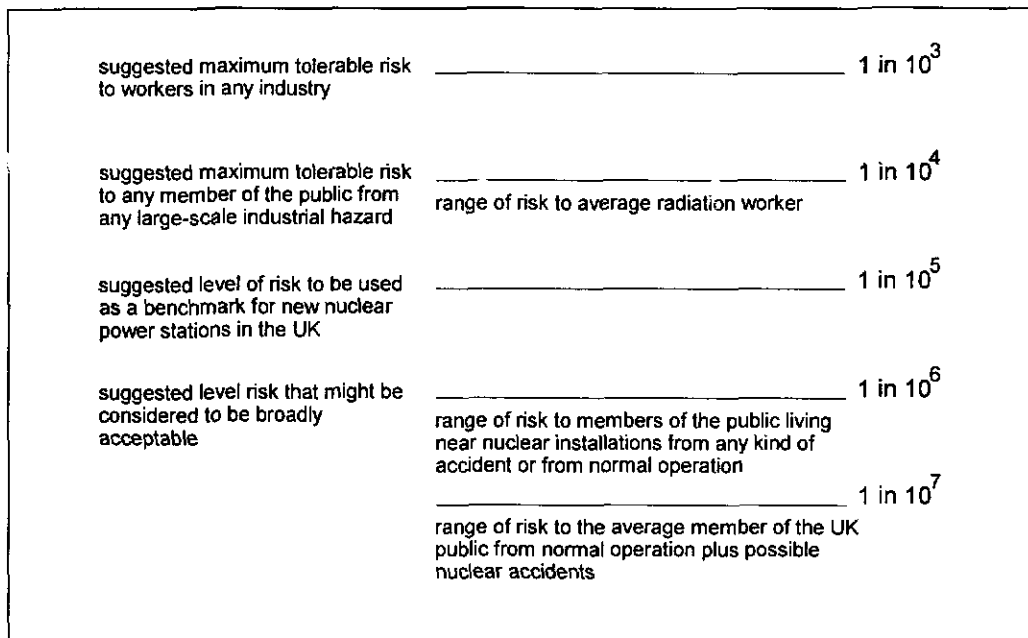 suggested maximum tolerable risk
to workers in any industry
1 in 10³
suggested maximum tolerable risk
to any member of the public from
any large-scale industrial hazard
1 in 10⁴
range of risk to average radiation worker
suggested level of risk to be used
as a benchmark for new nuclear
power stations in the UK
1 in 10⁵
suggested level risk that might be
considered to be broadly
acceptable
1 in 10⁶
range of risk to members of the public living
near nuclear installations from any kind of
accident or from normal operation
1 in 10⁷
range of risk to the average member of the UK
public from normal operation plus possible
nuclear accidents